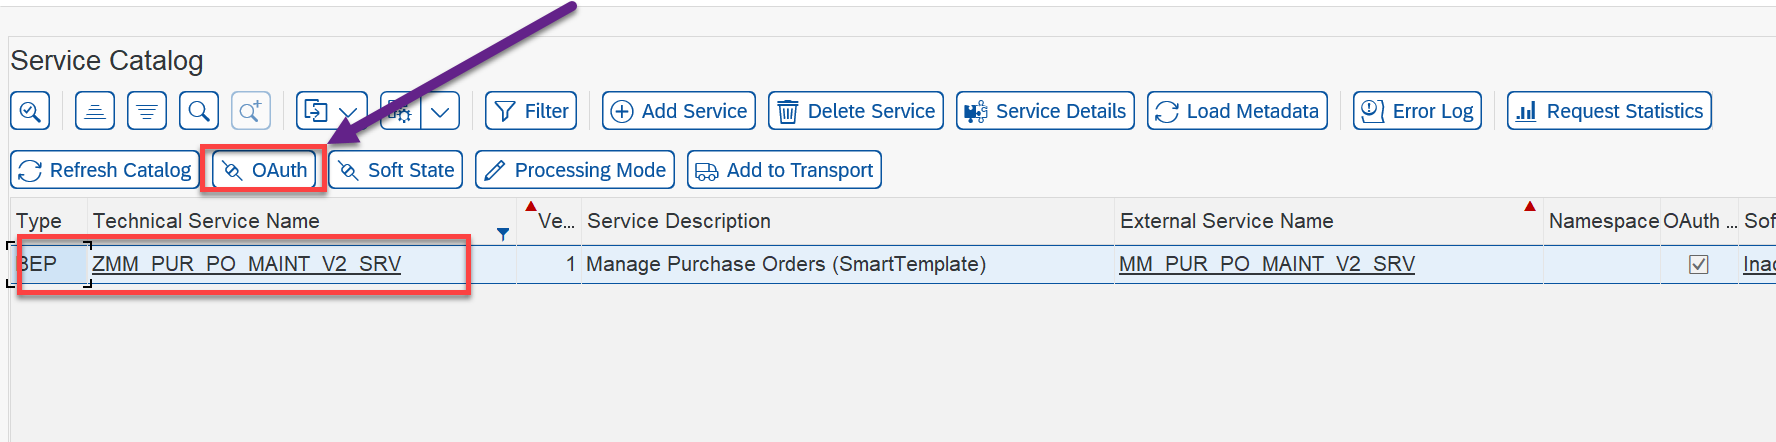 Service Catalog
Filter Add Service Delete Service Service Details Load Metadata Error Log Request Statistics
Refresh Catalog OAuth Soft State Processing Mode Add to Transport
Type Technical Service Name Ve... Service Description External Service Name Namespace OAuth ... Sof
BEP ZMM_PUR_PO_MAINT_V2_SRV 1 Manage Purchase Orders (SmartTemplate) MM_PUR_PO_MAINT_V2_SRV Inac